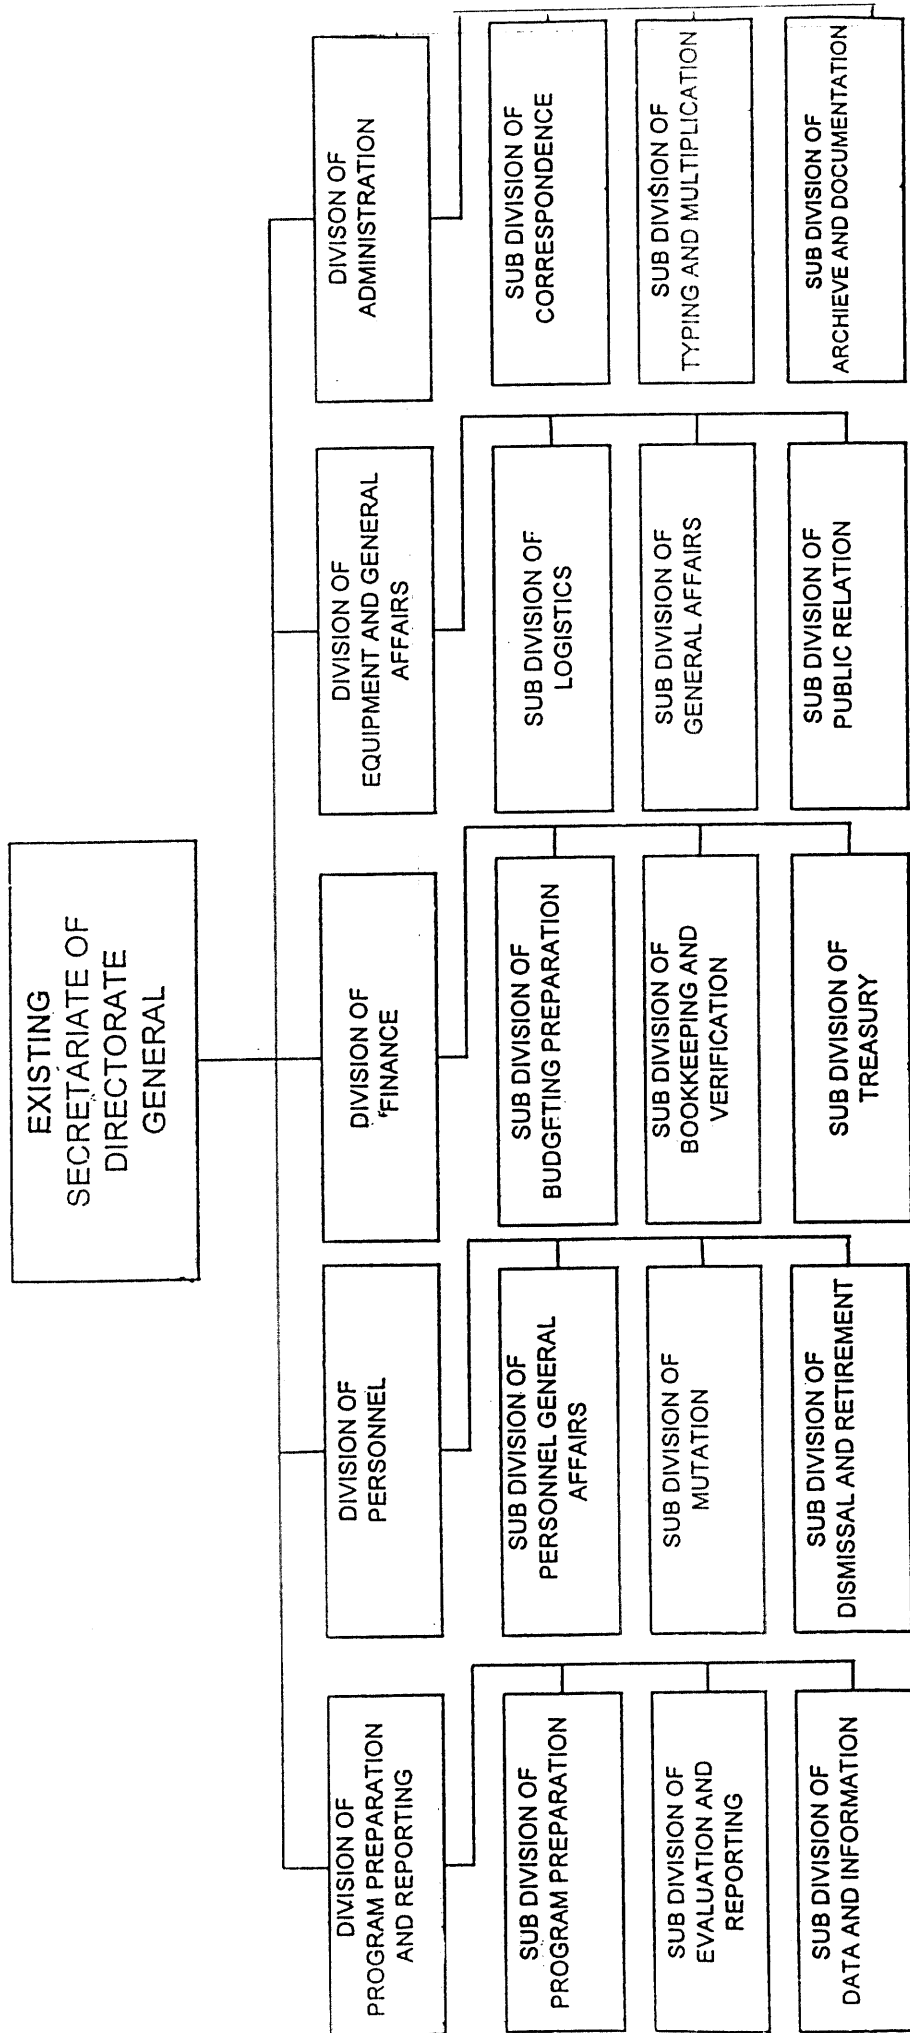 EXISTING
SECRETARIATE OF
DIRECTORATE
GENERAL
DIVISION OF
PROGRAM PREPARATION
AND REPORTING
DIVISION OF
PERSONNEL
DIVISION OF
FINANCE
DIVISION OF
EQUIPMENT AND GENERAL
AFFAIRS
DIVISON OF
ADMINISTRATION
SUB DIVISION OF
PROGRAM PREPARATION
SUB DIVISION OF
PERSONNEL GENERAL
AFFAIRS
SUB DIVISION OF
BUDGFTING PREPARATION
SUB DIVISION OF
LOGISTICS
SUB DIVISION OF
CORRESPONDENCE
SUB DIVISION OF
EVALUATION AND
REPORTING
SUB DIVISION OF
MUTATION
SUB DIVISION OF
BOOKKEEPING AND
VERIFICATION
SUB DIVISION OF
GENERAL AFFAIRS
SUB DIVISION OF
TYPING AND MULTIPLICATION
SUB DIVISION OF
DATA AND INFORMATION
SUB DIVISION OF
DISMISSAL AND RETIREMENT
SUB DIVISION OF
TREASURY
SUB DIVISION OF
PUBLIC RELATION
SUB DIVISION OF
ARCHIEVE AND DOCUMENTATION